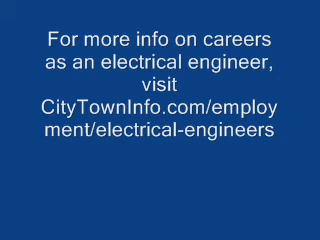 For more info on careers
as an electrical engineer,
visit
CityTownInfo.com/employ
ment/electrical-engineers